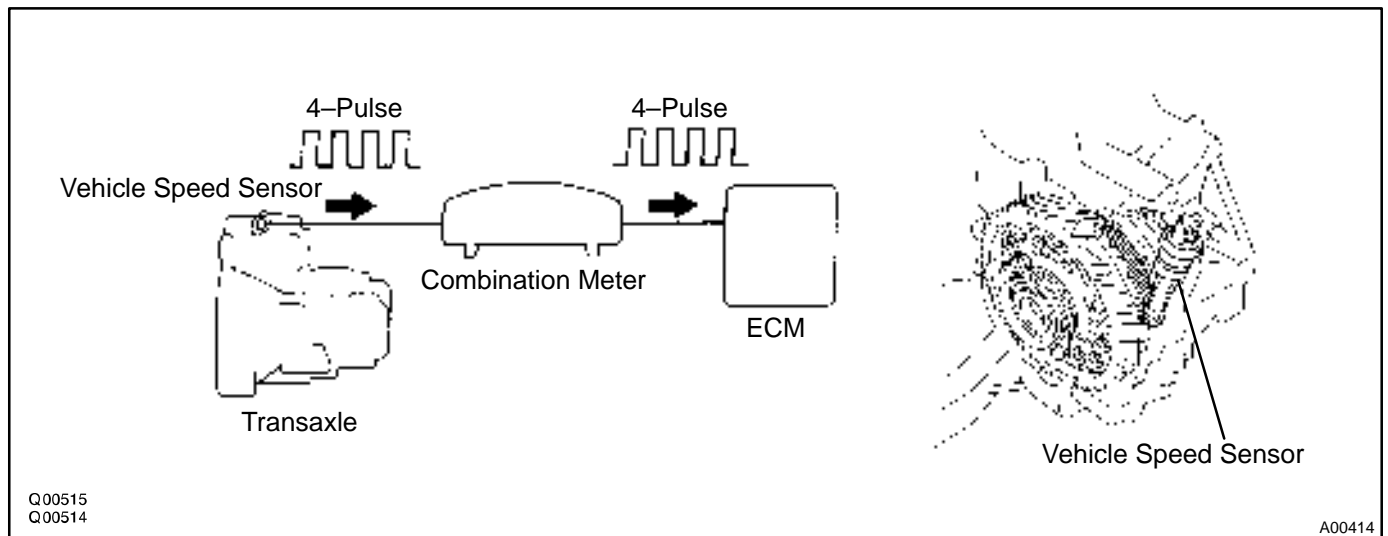 4–Pulse
4–Pulse
Vehicle Speed Sensor
Combination Meter
ECM
Transaxle
Vehicle Speed Sensor
Q00515
Q00514
A00414